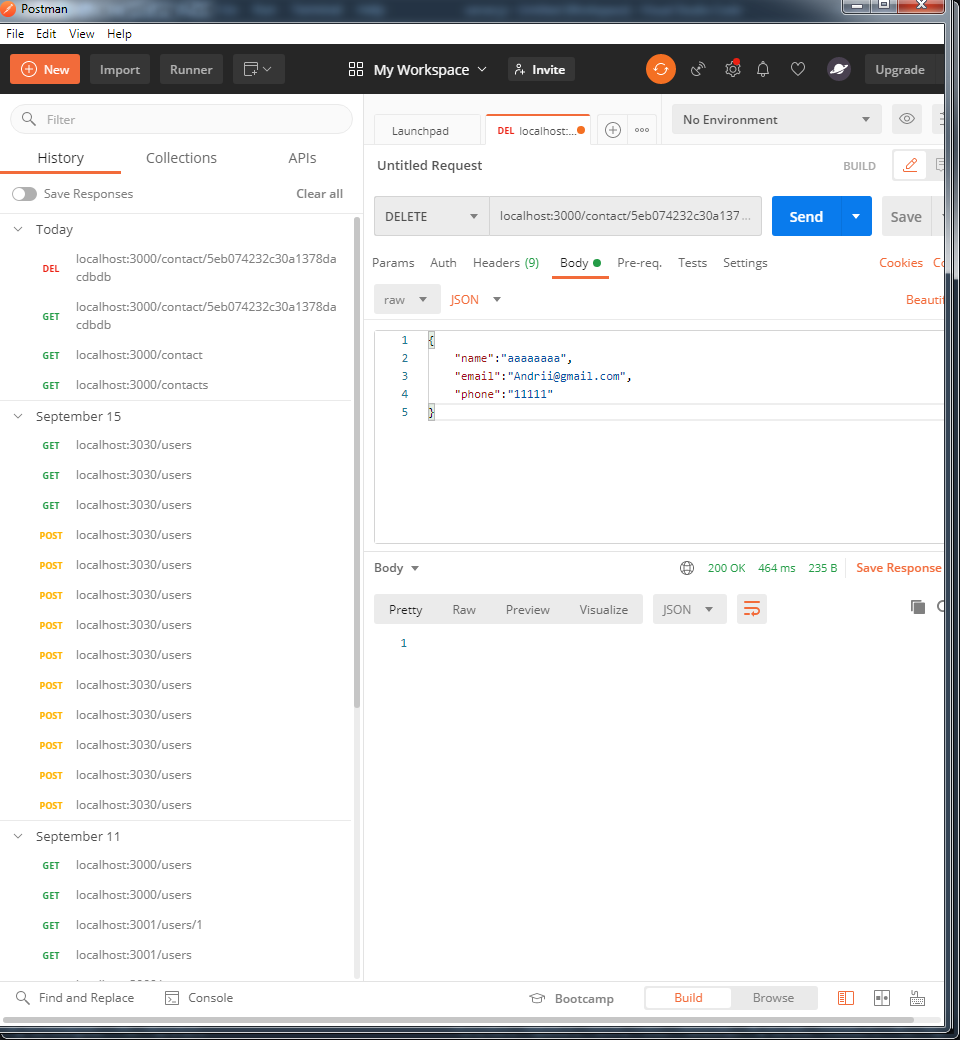 Postman
File Edit View Help
New Import Runner My Workspace Invite Upgrade
Filter
History Collections APIs
Save Responses Clear all
Today
DEL localhost:3000/contact/5eb074232c30a1378da
cdbdb
GET localhost:3000/contact/5eb074232c30a1378da
cdbdb
GET localhost:3000/contact
GET localhost:3000/contacts
September 15
GET localhost:3030/users
GET localhost:3030/users
GET localhost:3030/users
POST localhost:3030/users
POST localhost:3030/users
POST localhost:3030/users
POST localhost:3030/users
POST localhost:3030/users
POST localhost:3030/users
POST localhost:3030/users
POST localhost:3030/users
POST localhost:3030/users
POST localhost:3030/users
September 11
GET localhost:3000/users
GET localhost:3000/users
GET localhost:3001/users/1
GET localhost:3001/users
Launchpad DEL localhost:... No Environment
Untitled Request BUILD
DELETE localhost:3000/contact/5eb074232c30a137... Send Save
Params Auth Headers (9) Body Pre-req. Tests Settings Cookies Co
raw JSON Beautif
1 {
2 "name":"aaaaaaaa",
3 "email":"Andrii@gmail.com",
4 "phone":"11111"
5 }
Body 200 OK 464 ms 235 B Save Response
Pretty Raw Preview Visualize JSON
1
Find and Replace Console Bootcamp Build Browse